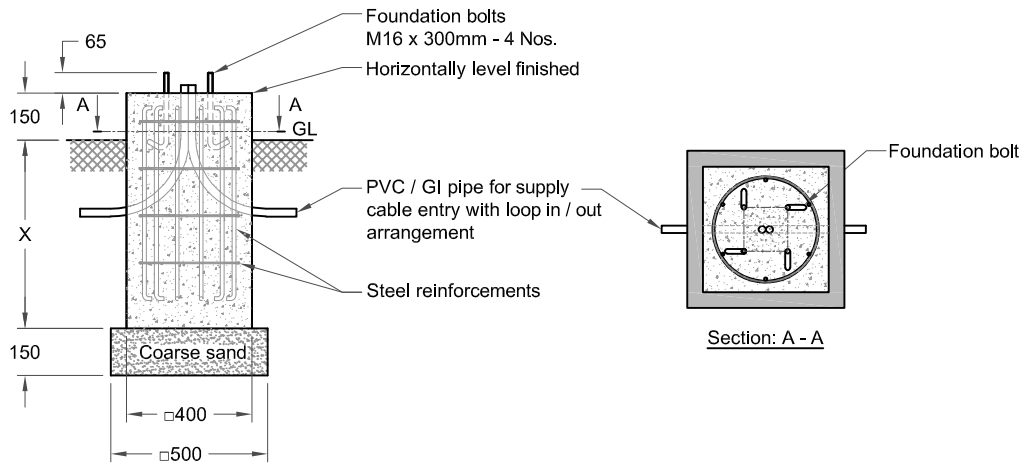 65
Foundation bolts
M16 x 300mm - 4 Nos.
Horizontally level finished
150
A
A
GL
Foundation bolt
PVC / GI pipe for supply
cable entry with loop in / out
arrangement
X
Steel reinforcements
Section: A - A
150
Coarse sand
□400
□500